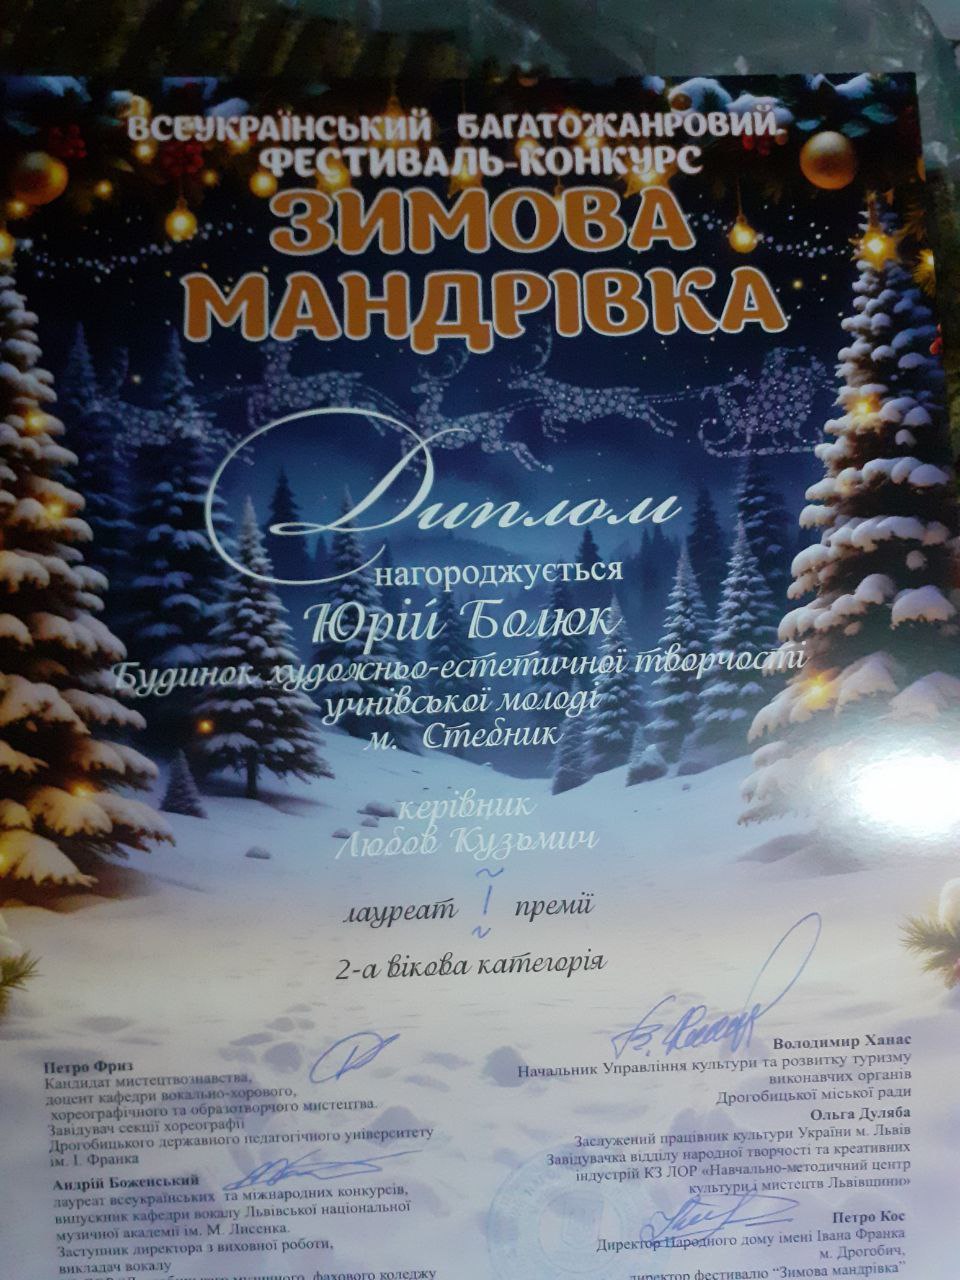 ВСЕУКРАЇНСЬКИЙ БАГАТОЖАНРОВИЙ
ФЕСТИВАЛЬ-КОНКУРС
ЗИМОВА
МАНДРІВКА
Диплом
нагороджується
Юрій Болюк
Будинок художньо-естетичної творчості
учнівської молоді
м. Стебник
керівник
Любов Кузьмич
лауреат I премії
2-а вікова категорія
Петро Фриз
Кандидат мистецтвознавства,
доцент кафедри вокально-хорового,
хореографічного та образотворчого мистецтва.
Завідувач секції хореографії
Дрогобицького державного педагогічного університету
ім. І. Франка
Андрій Боженський
лауреат всеукраїнських та міжнародних конкурсів,
випускник кафедри вокалу Львівської національної
музичної академії ім. М. Лисенка.
Заступник директора з виховної роботи,
викладач вокалу
музичного фахового коледжу
Володимир Ханас
Начальник Управління культури та розвитку туризму
виконавчих органів
Дрогобицької міської ради
Ольга Дуляба
Заслужений працівник культури України м. Львів
Завідувачка відділу народної творчості та креативних
індустрій КЗ ЛОР «Навчально-методичний центр
культури і мистецтв Львівщини»
Петро Кос
Директор Народного дому імені Івана Франка
м. Дрогобич,
директор фестивалю “Зимова мандрівка”